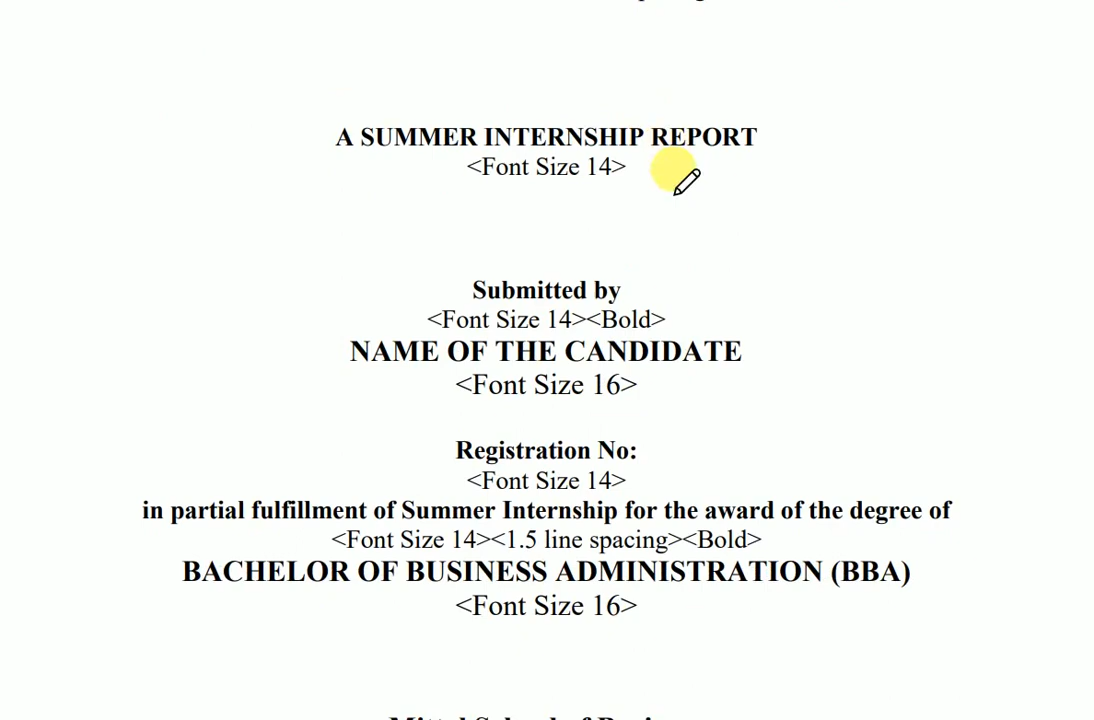 A SUMMER INTERNSHIP REPORT
<Font Size 14>
Submitted by
<Font Size 14><Bold>
NAME OF THE CANDIDATE
<Font Size 16>
Registration No:
<Font Size 14>
in partial fulfillment of Summer Internship for the award of the degree of
<Font Size 14><1.5 line spacing><Bold>
BACHELOR OF BUSINESS ADMINISTRATION (BBA)
<Font Size 16>